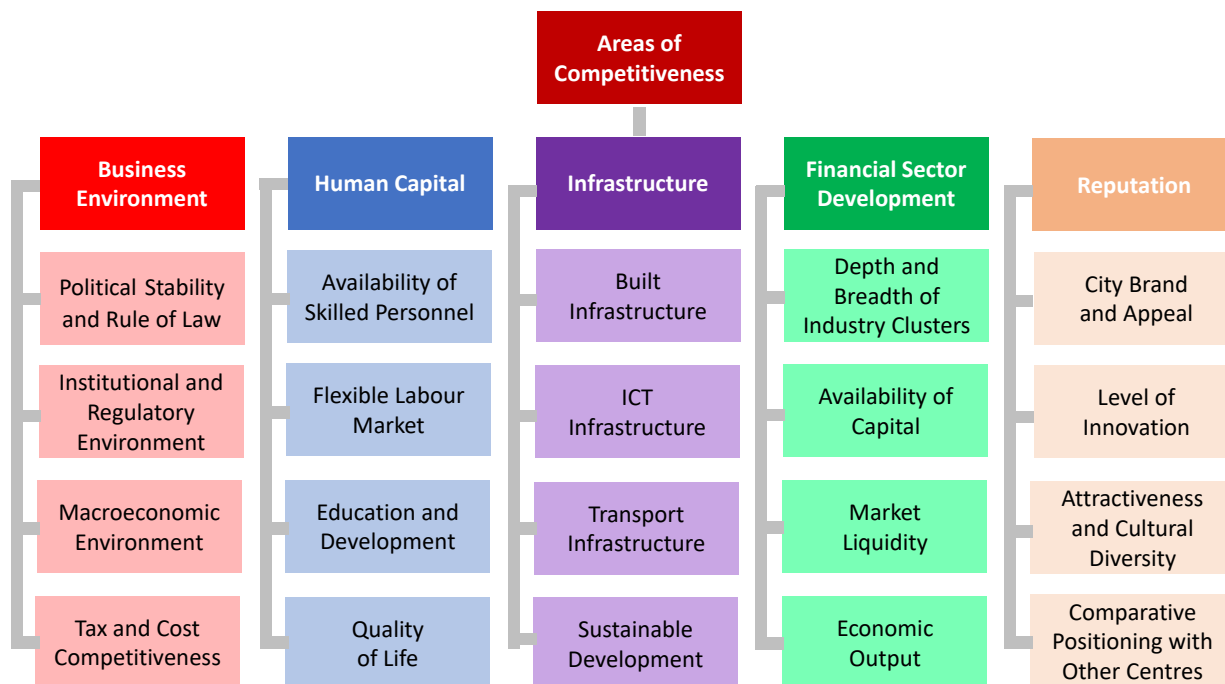 Areas of
Competitiveness
Business
Environment
Human Capital
Infrastructure
Financial Sector
Development
Reputation
Political Stability
and Rule of Law
Availability of
Skilled Personnel
Built
Infrastructure
Depth and
Breadth of
Industry Clusters
City Brand
and Appeal
Institutional and
Regulatory
Environment
Flexible Labour
Market
ICT
Infrastructure
Availability of
Capital
Level of
Innovation
Macroeconomic
Environment
Education and
Development
Transport
Infrastructure
Market
Liquidity
Attractiveness
and Cultural
Diversity
Tax and Cost
Competitiveness
Quality
of Life
Sustainable
Development
Economic
Output
Comparative
Positioning with
Other Centres